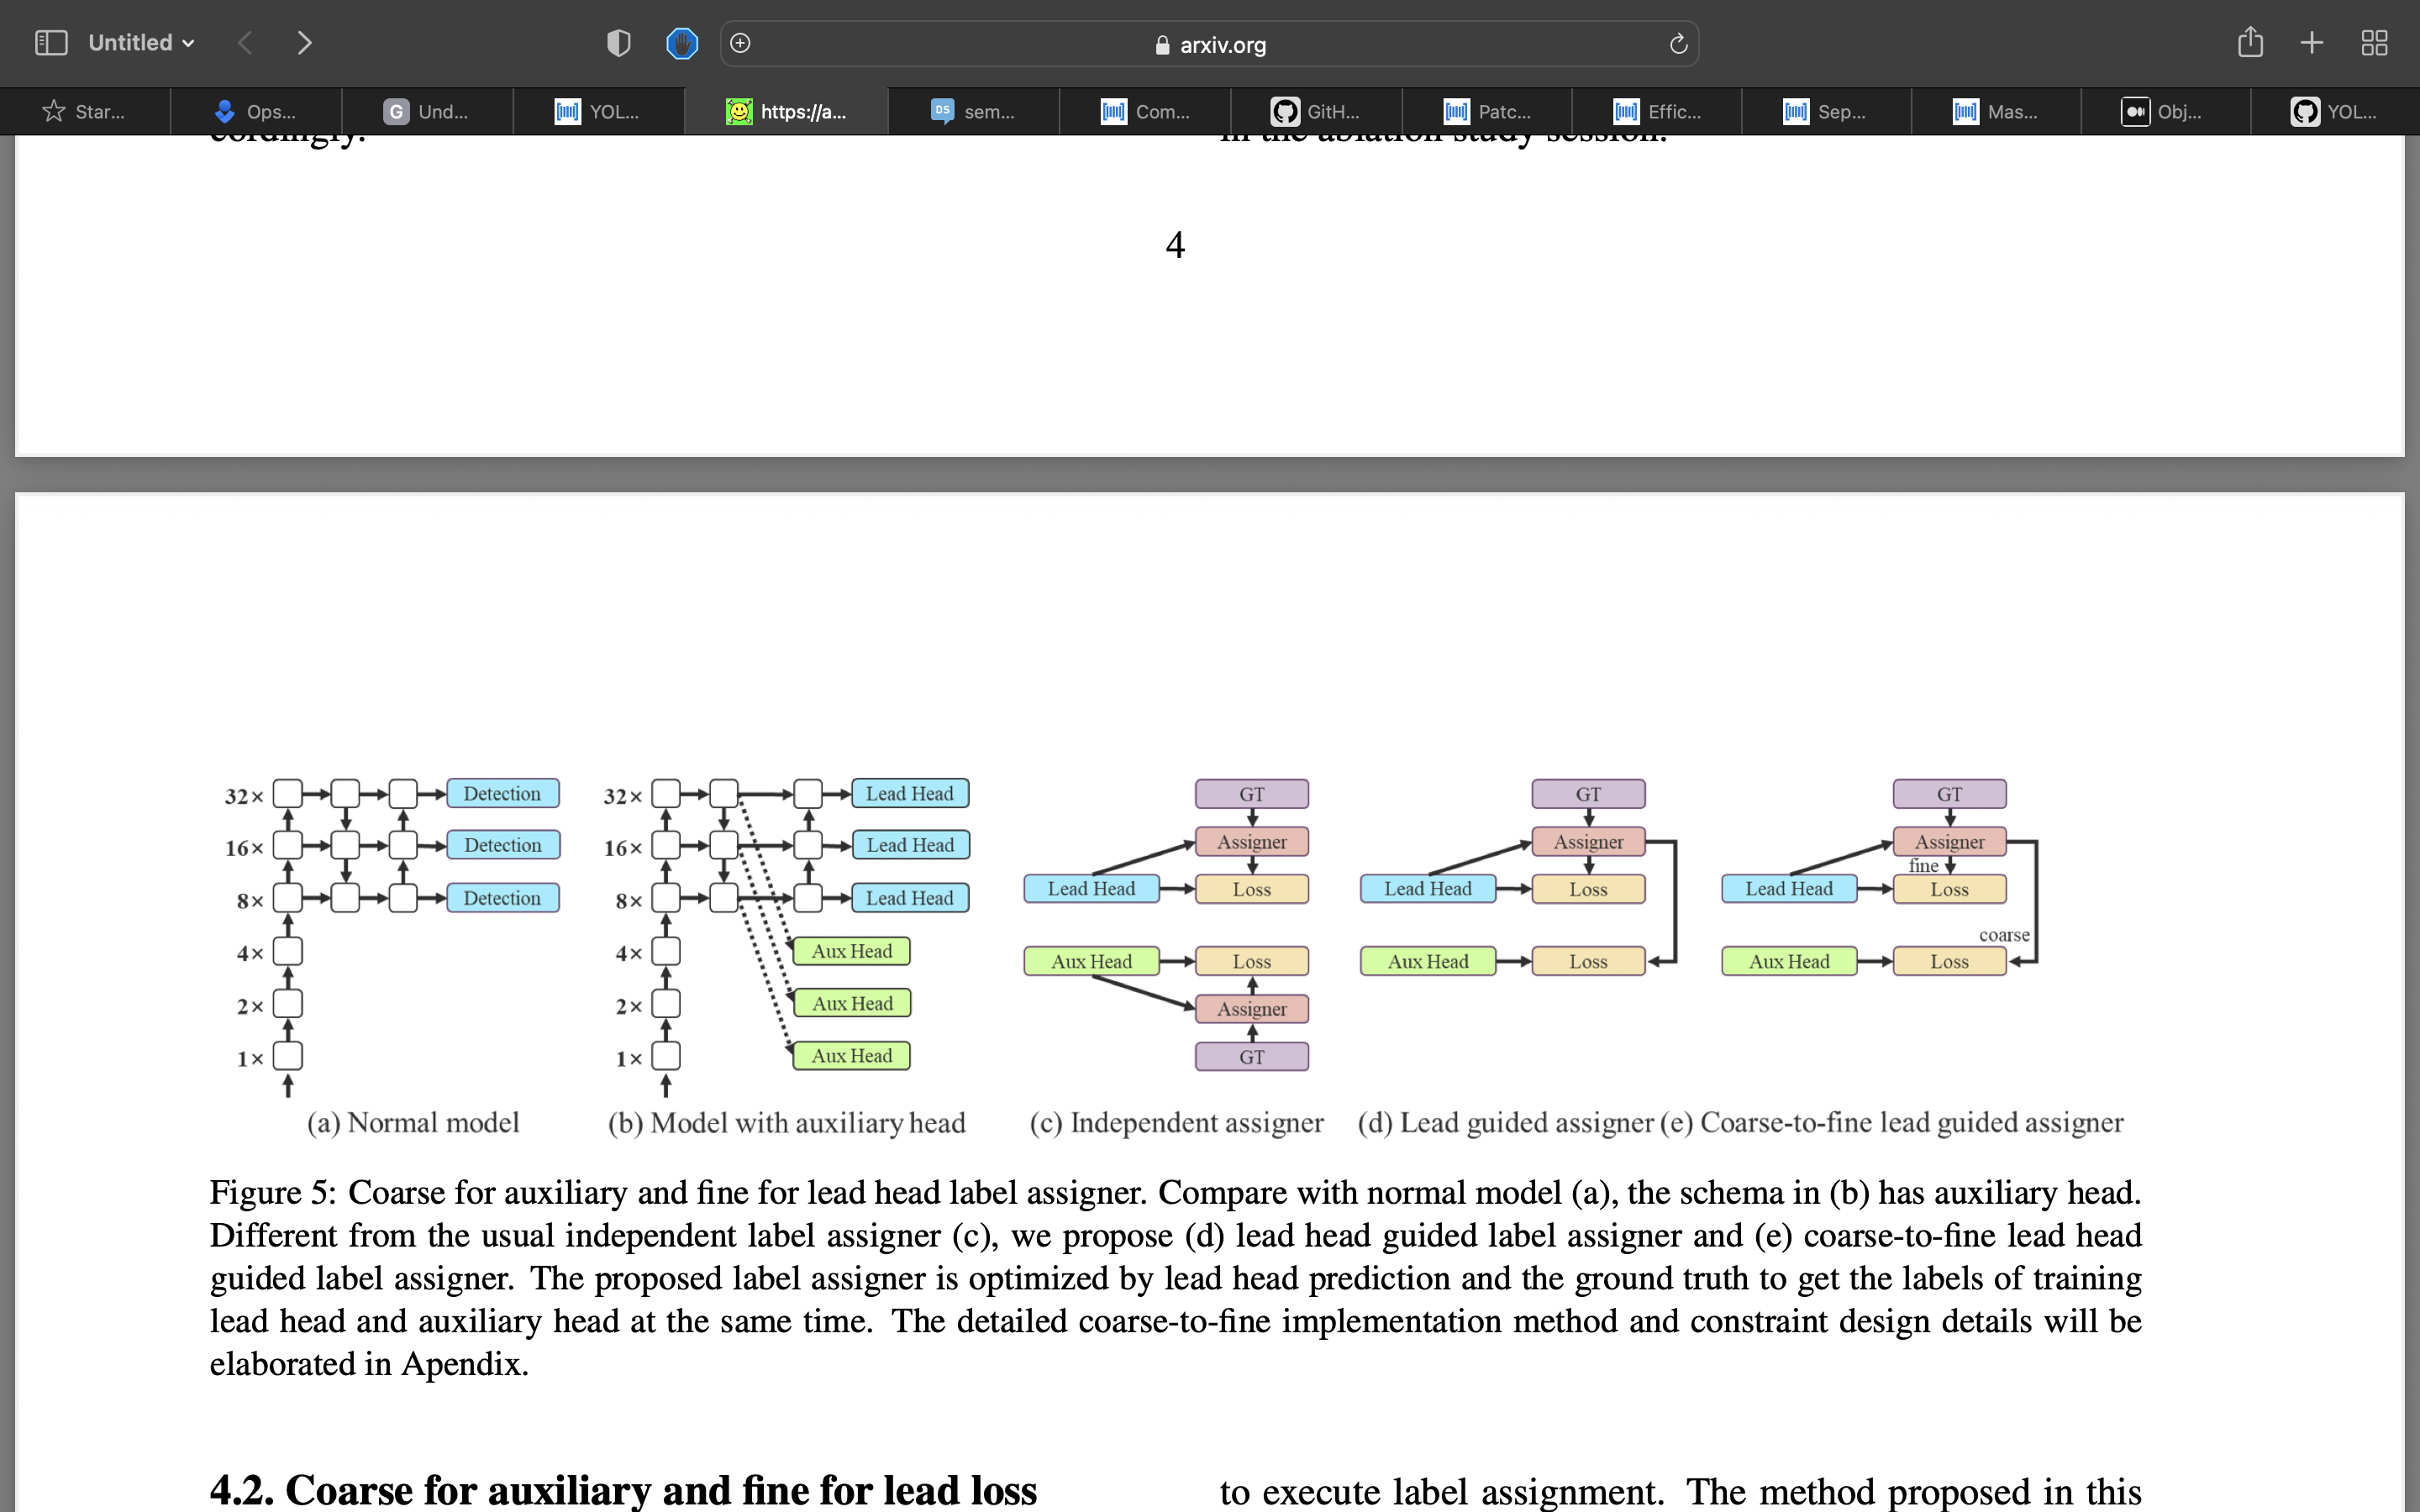 Untitled
arxiv.org
Star...
Ops...
G Und...
YOL...
https://a...
DS sem...
Com...
GitH...
Patc...
Effic...
Sep...
Mas...
Obj...
YOL...
cordingly.
in the ablation study session.
4
32× Detection
16× Detection
8× Detection
4×
2×
1×
(a) Normal model
32× Lead Head
16× Lead Head
8× Lead Head
4× Aux Head
2× Aux Head
1× Aux Head
(b) Model with auxiliary head
GT
Assigner
Lead Head Loss
Aux Head Loss
Assigner
GT
(c) Independent assigner
GT
Assigner
Lead Head Loss
Aux Head Loss
(d) Lead guided assigner
GT
Assigner
fine
Lead Head Loss
coarse
Aux Head Loss
(e) Coarse-to-fine lead guided assigner
Figure 5: Coarse for auxiliary and fine for lead head label assigner. Compare with normal model (a), the schema in (b) has auxiliary head.
Different from the usual independent label assigner (c), we propose (d) lead head guided label assigner and (e) coarse-to-fine lead head
guided label assigner. The proposed label assigner is optimized by lead head prediction and the ground truth to get the labels of training
lead head and auxiliary head at the same time. The detailed coarse-to-fine implementation method and constraint design details will be
elaborated in Apendix.
4.2. Coarse for auxiliary and fine for lead loss
to execute label assignment. The method proposed in this